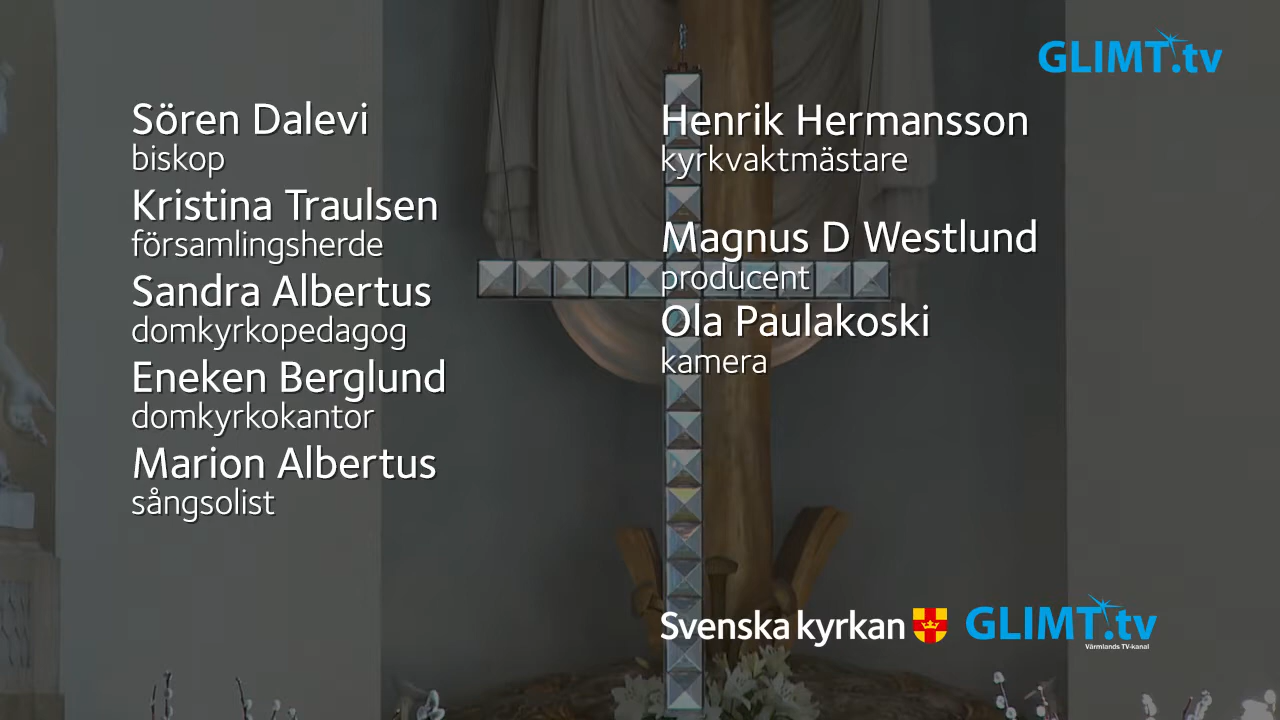 GLIMT.tv
Sören Dalevi
biskop
Kristina Traulsen
församlingsherde
Sandra Albertus
domkyrkopedagog
Eneken Berglund
domkyrkokantor
Marion Albertus
sångsolist
Henrik Hermansson
kyrkvaktmästare
Magnus D Westlund
producent
Ola Paulakoski
kamera
Svenska kyrkan
GLIMT.tv
Värmlands TV-kanal